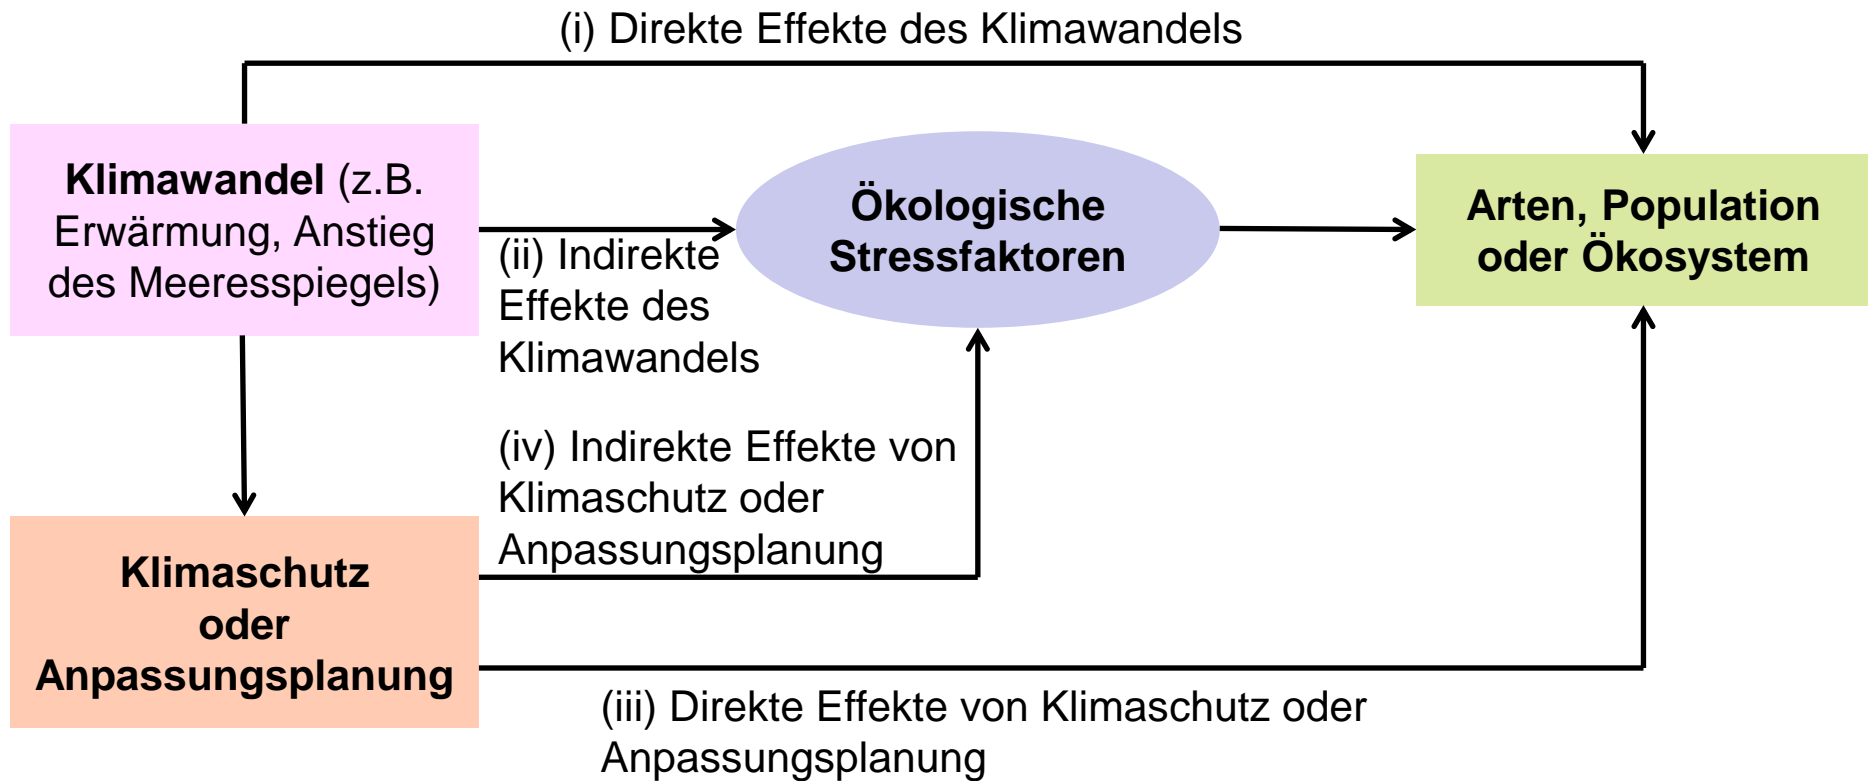 (i) Direkte Effekte des Klimawandels
Klimawandel (z.B.
Erwärmung, Anstieg
des Meeresspiegels)
Ökologische
Stressfaktoren
Arten, Population
oder Ökosystem
(ii) Indirekte
Effekte des
Klimawandels
(iv) Indirekte Effekte von
Klimaschutz oder
Anpassungsplanung
Klimaschutz
oder
Anpassungsplanung
(iii) Direkte Effekte von Klimaschutz oder
Anpassungsplanung